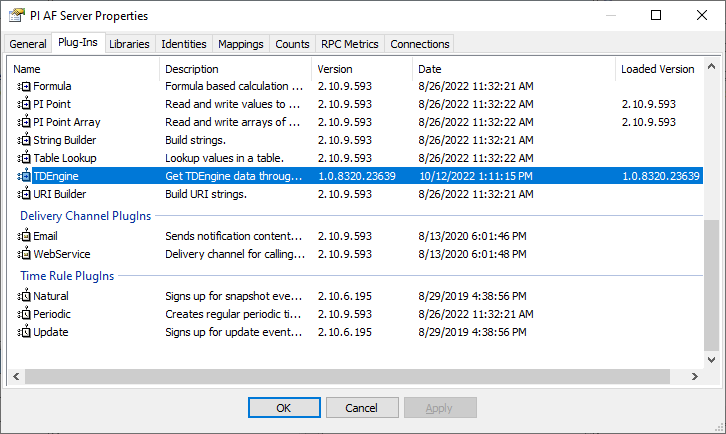 PI AF Server Properties
General Plug-Ins Libraries Identities Mappings Counts RPC Metrics Connections
Name Description Version Date Loaded Version
Formula Formula based calculation ... 2.10.9.593 8/26/2022 11:32:21 AM
PI Point Read and write values to ... 2.10.9.593 8/26/2022 11:32:22 AM 2.10.9.593
PI Point Array Read and write arrays of ... 2.10.9.593 8/26/2022 11:32:21 AM 2.10.9.593
String Builder Build strings. 2.10.9.593 8/26/2022 11:32:21 AM
Table Lookup Lookup values in a table. 2.10.9.593 8/26/2022 11:32:22 AM
TDEngine Get TDEngine data throug... 1.0.8320.23639 10/12/2022 1:11:15 PM 1.0.8320.23639
URI Builder Build URI strings. 2.10.9.593 8/26/2022 11:32:21 AM
Delivery Channel PlugIns
Email Sends notification content... 2.10.9.593 8/13/2020 6:01:46 PM
WebService Delivery channel for calling... 2.10.9.593 8/13/2020 6:01:48 PM
Time Rule PlugIns
Natural Signs up for snapshot eve... 2.10.6.195 8/29/2019 4:38:56 PM
Periodic Creates regular periodic ti... 2.10.9.593 8/26/2022 11:32:21 AM
Update Signs up for update event... 2.10.6.195 8/29/2019 4:38:56 PM
OK Cancel Apply